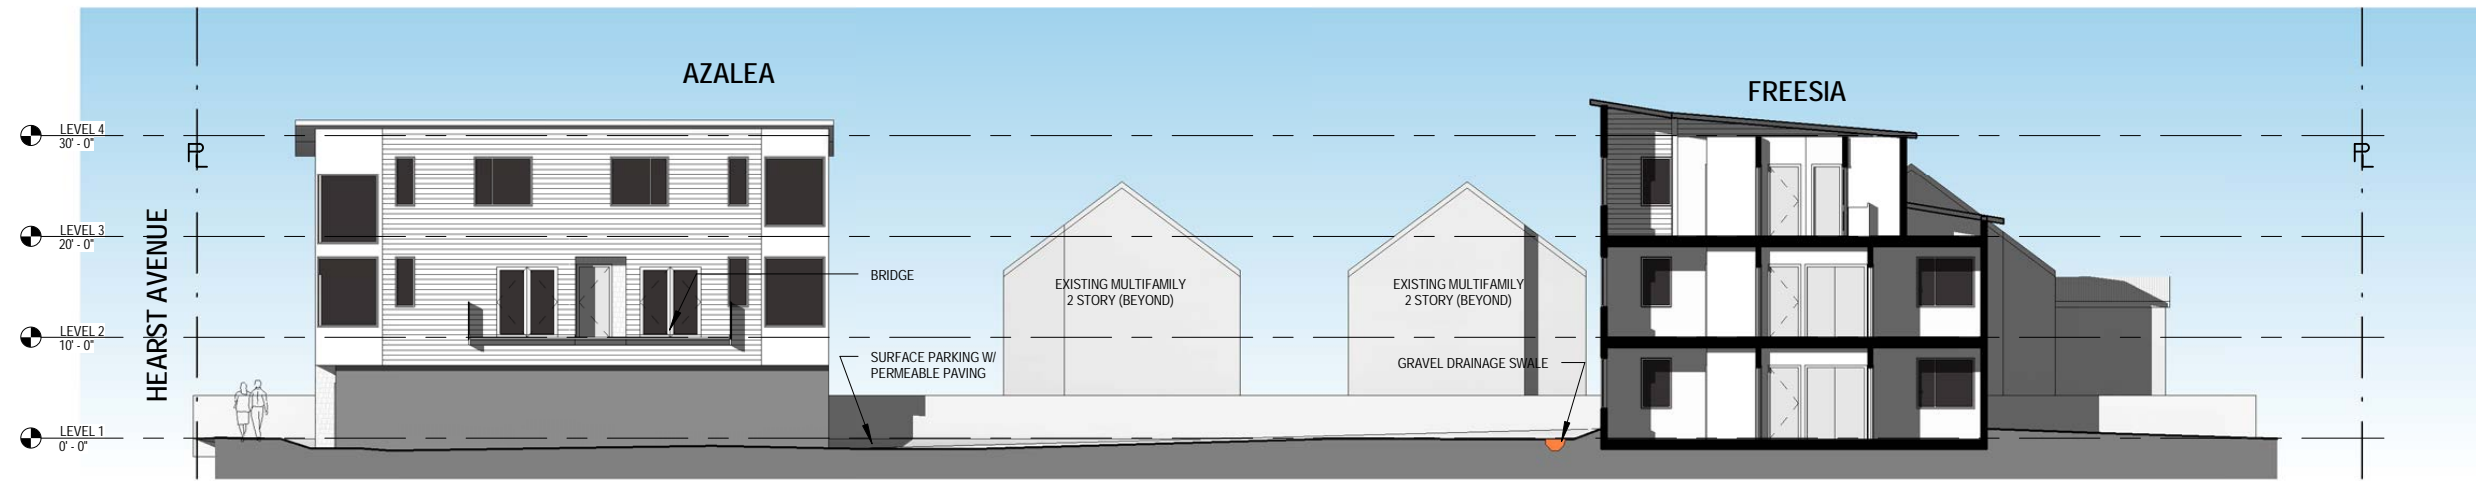 AZALEA
FREESIA
LEVEL 4
30' - 0"
PL
PL
HEARST AVENUE
LEVEL 3
20' - 0"
BRIDGE
EXISTING MULTIFAMILY
2 STORY (BEYOND)
EXISTING MULTIFAMILY
2 STORY (BEYOND)
LEVEL 2
10' - 0"
SURFACE PARKING W/
PERMEABLE PAVING
GRAVEL DRAINAGE SWALE
LEVEL 1
0' - 0"